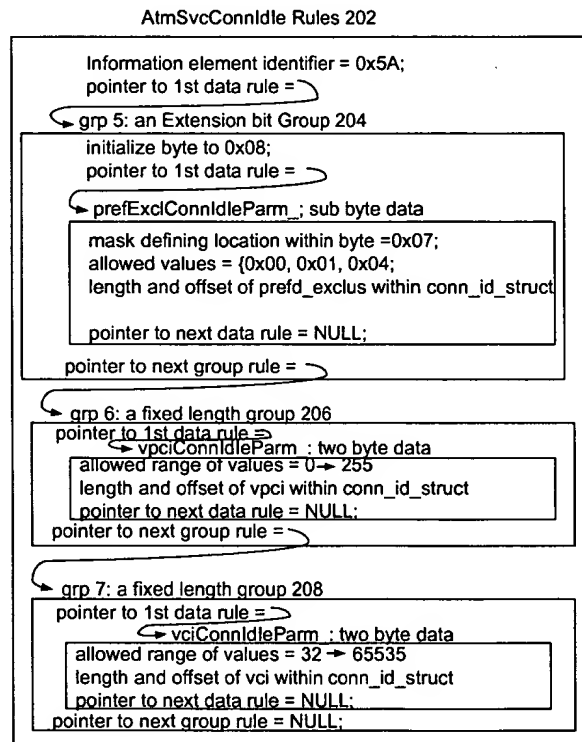 AtmSvcConnIdIe Rules 202
Information element identifier = 0x5A;
pointer to 1st data rule =
grp 5: an Extension bit Group 204
initialize byte to 0x08;
pointer to 1st data rule =
prefExclConnIdIeParm_; sub byte data
mask defining location within byte =0x07;
allowed values = {0x00, 0x01, 0x04;
length and offset of prefd_exclus within conn_id_struct
pointer to next data rule = NULL;
pointer to next group rule =
grp 6: a fixed length group 206
pointer to 1st data rule =
vpciConnIdIeParm_: two byte data
allowed range of values = 0→ 255
length and offset of vpci within conn_id_struct
pointer to next data rule = NULL;
pointer to next group rule =
grp 7: a fixed length group 208
pointer to 1st data rule =
vciConnIdIeParm_: two byte data
allowed range of values = 32 → 65535
length and offset of vci within conn_id_struct
pointer to next data rule = NULL;
pointer to next group rule = NULL;